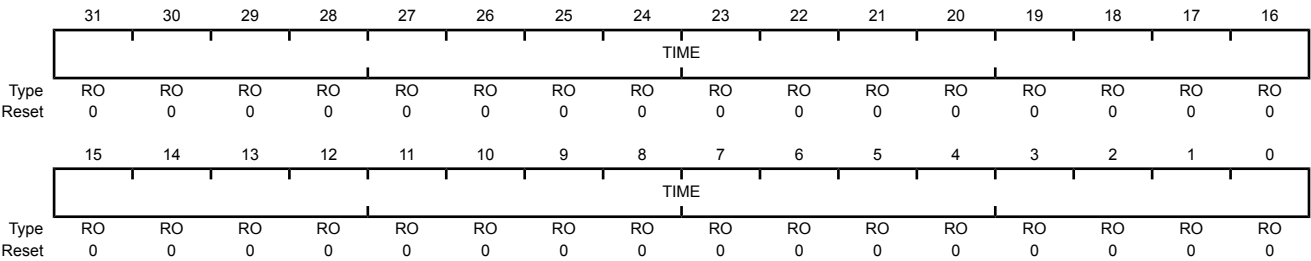 31 30 29 28 27 26 25 24 23 22 21 20 19 18 17 16
TIME
Type RO RO RO RO RO RO RO RO RO RO RO RO RO RO RO RO
Reset 0 0 0 0 0 0 0 0 0 0 0 0 0 0 0 0
15 14 13 12 11 10 9 8 7 6 5 4 3 2 1 0
TIME
Type RO RO RO RO RO RO RO RO RO RO RO RO RO RO RO RO
Reset 0 0 0 0 0 0 0 0 0 0 0 0 0 0 0 0